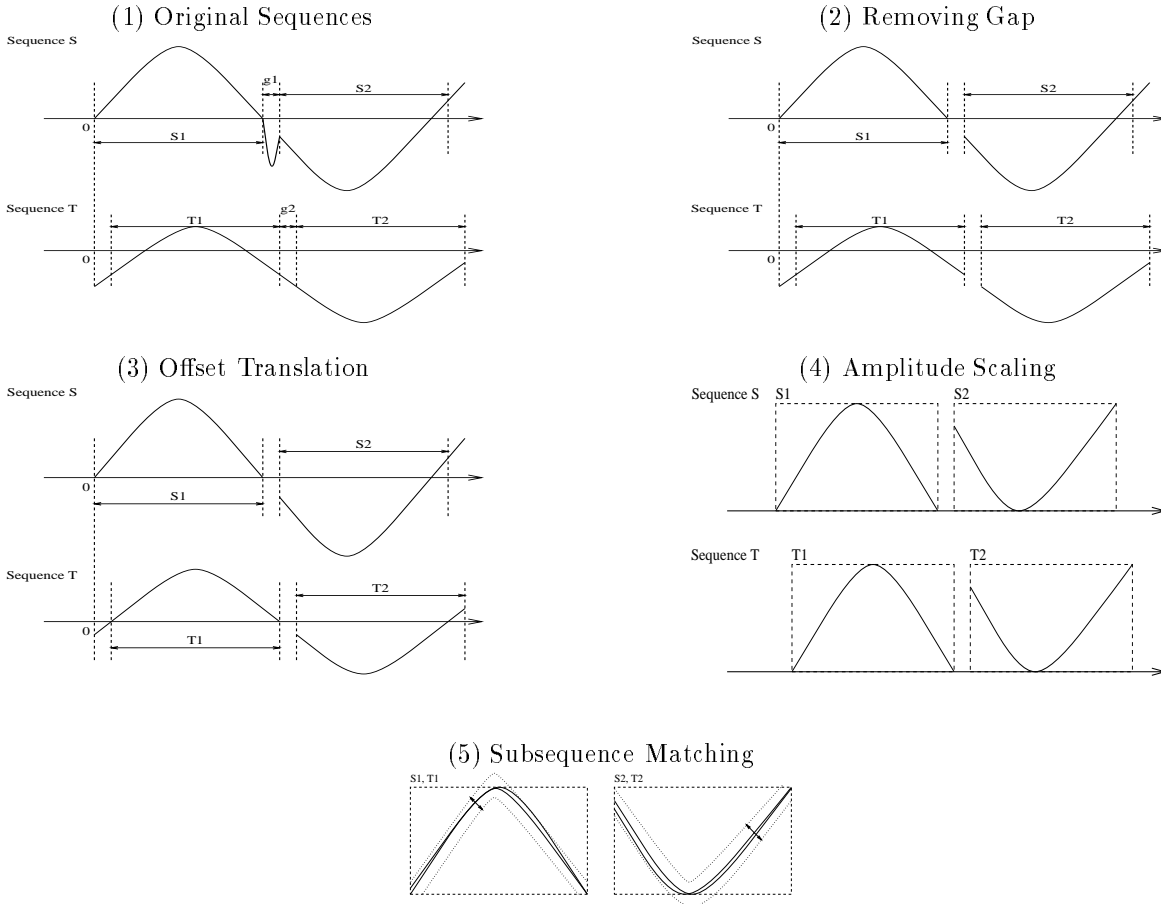 (1) Original Sequences
Sequence S
g1
S2
0
S1
Sequence T
T1
g2
T2
0
(2) Removing Gap
Sequence S
S2
0
S1
Sequence T
T1
T2
0
(3) Offset Translation
Sequence S
S2
0
S1
Sequence T
T2
0
T1
(4) Amplitude Scaling
Sequence S
S1
S2
Sequence T
T1
T2
(5) Subsequence Matching
S1, T1
S2, T2